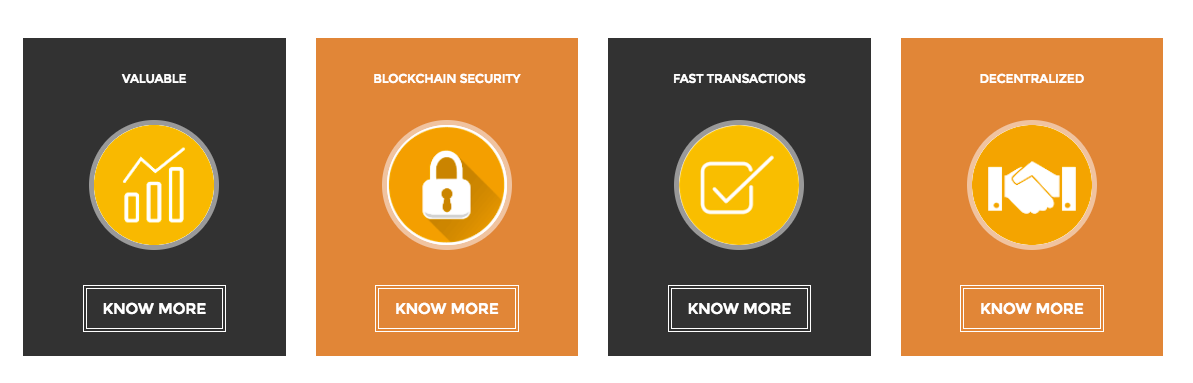 VALUABLE
KNOW MORE
BLOCKCHAIN SECURITY
KNOW MORE
FAST TRANSACTIONS
KNOW MORE
DECENTRALIZED
KNOW MORE